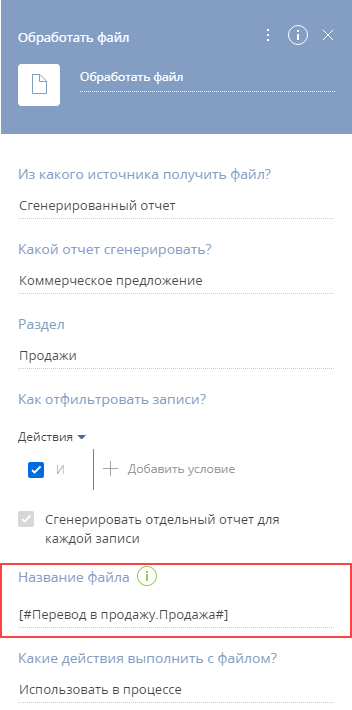 Обработать файл
Обработать файл
Из какого источника получить файл?
Сгенерированный отчет
Какой отчет сгенерировать?
Коммерческое предложение
Раздел
Продажи
Как отфильтровать записи?
Действия
И
Добавить условие
Сгенерировать отдельный отчет для
каждой записи
Название файла
[#Перевод в продажу.Продажа#]
Какие действия выполнить с файлом?
Использовать в процессе